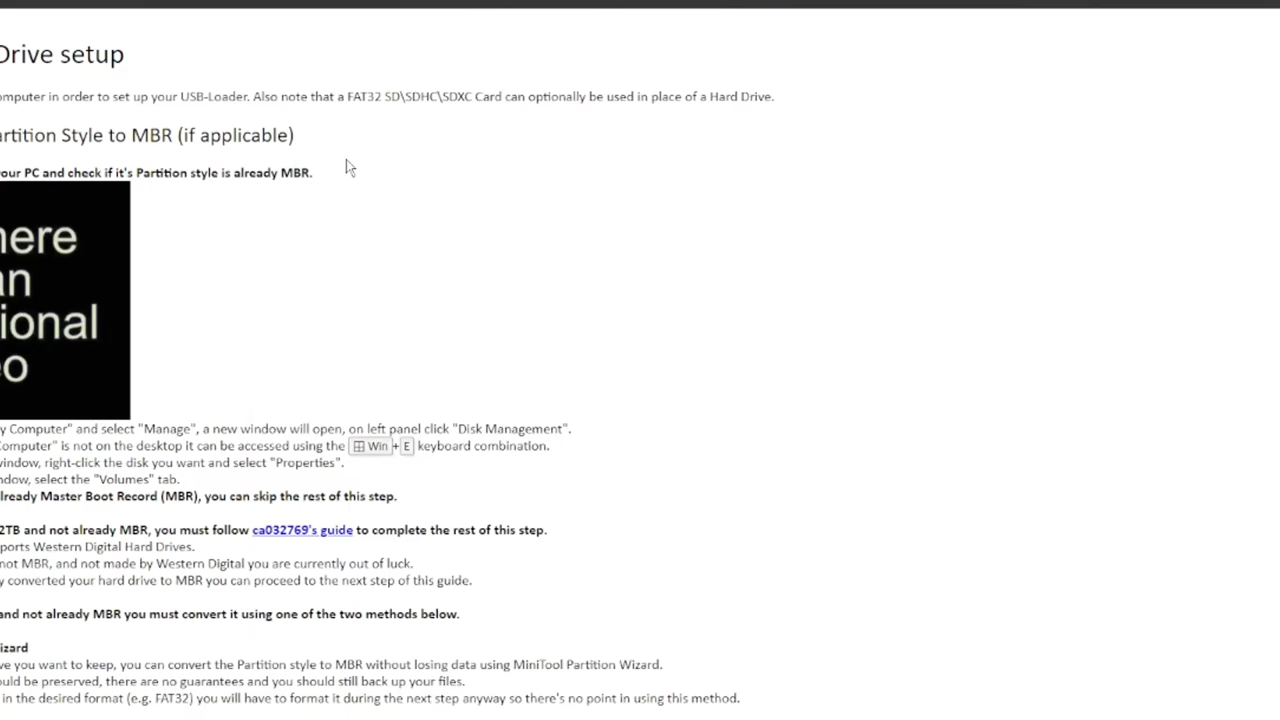 Drive setup
omputer in order to set up your USB-Loader. Also note that a FAT32 SD\SDHC\SDXC Card can optionally be used in place of a Hard Drive.
artition Style to MBR (if applicable)
our PC and check if it's Partition style is already MBR.
here
an
ional
eo
y Computer" and select "Manage", a new window will open, on left panel click "Disk Management".
Computer" is not on the desktop it can be accessed using the Win+E keyboard combination.
window, right-click the disk you want and select "Properties".
ndow, select the "Volumes" tab.
lready Master Boot Record (MBR), you can skip the rest of this step.
2TB and not already MBR, you must follow ca032769's guide to complete the rest of this step.
ports Western Digital Hard Drives.
not MBR, and not made by Western Digital you are currently out of luck.
y converted your hard drive to MBR you can proceed to the next step of this guide.
and not already MBR you must convert it using one of the two methods below.
izard
ve you want to keep, you can convert the Partition style to MBR without losing data using MiniTool Partition Wizard.
ould be preserved, there are no guarantees and you should still back up your files.
in the desired format (e.g. FAT32) you will have to format it during the next step anyway so there's no point in using this method.